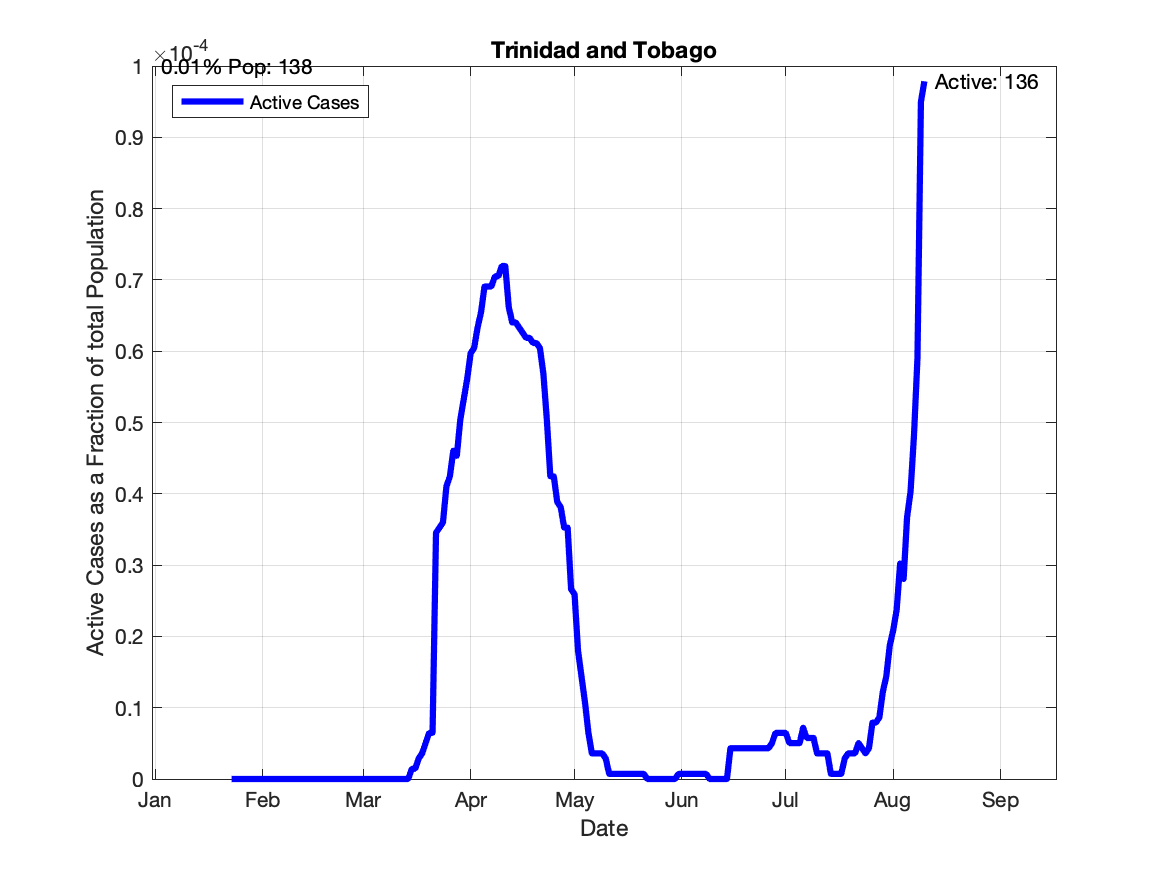 Trinidad and Tobago
×10-4
0.01% Pop: 138
Active Cases
Active: 136
1
0.9
0.8
0.7
0.6
0.5
0.4
0.3
0.2
0.1
0
Active Cases as a Fraction of total Population
Jan Feb Mar Apr May Jun Jul Aug Sep
Date